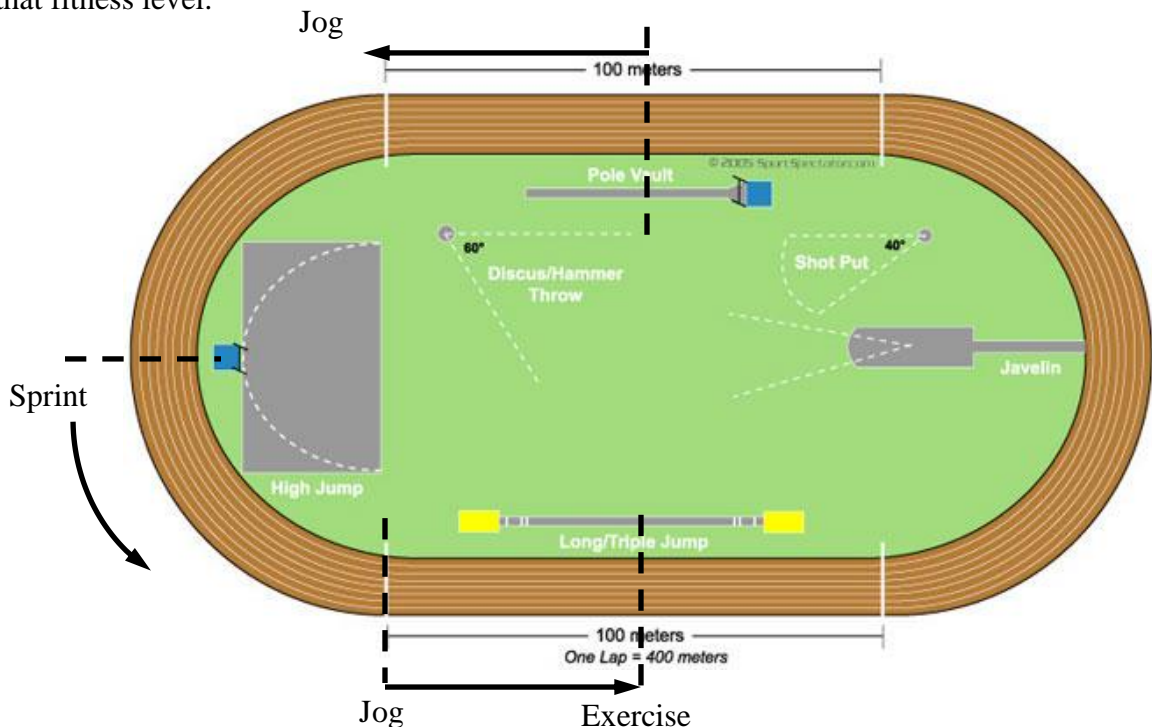 that fitness level.
Jog
100 meters
© 2005 SportSpectator.com
Pole Vault
60°
40°
Discus/Hammer
Throw
Shot Put
Javelin
Sprint
High Jump
Long/Triple Jump
100 meters
One Lap = 400 meters
Jog
Exercise